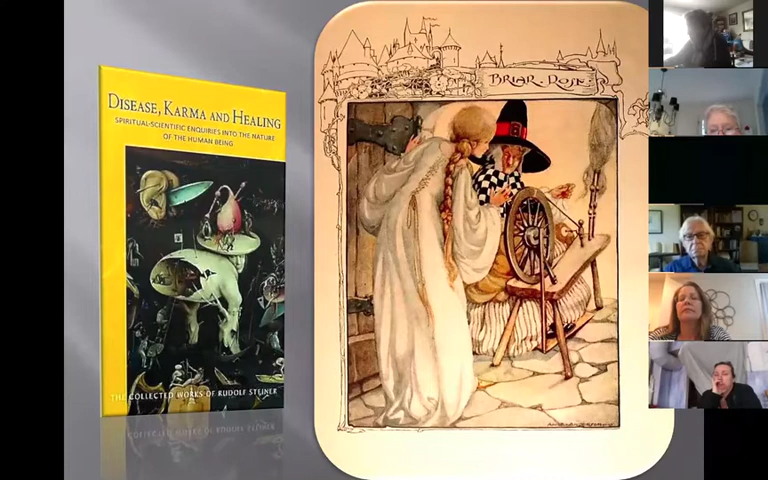 DISEASE, KARMA AND HEALING
SPIRITUAL-SCIENTIFIC ENQUIRIES INTO THE NATURE
OF THE HUMAN BEING
THE COLLECTED WORKS OF RUDOLF STEINER
BRIAR ROSE